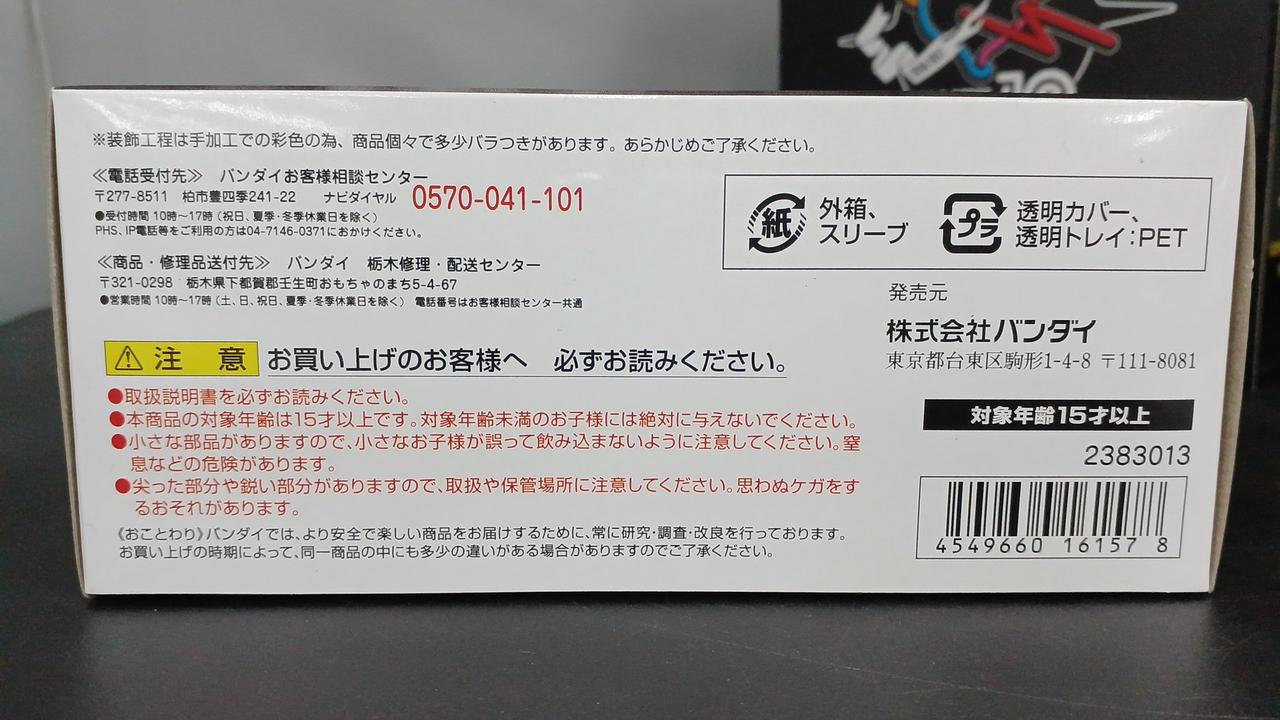 ※装飾工程は手加工での彩色の為、商品個々で多少バラつきがあります。あらかじめご了承ください。
≪電話受付先≫ バンダイお客様相談センター
〒277-8511 柏市豊四季241-22 ナビダイヤル 0570-041-101
●受付時間 10時～17時(祝日、夏季・冬季休業日を除く)
PHS、IP電話等をご利用の方は04-7146-0371におかけください。
≪商品・修理品送付先≫ バンダイ 栃木修理・配送センター
〒321-0298 栃木県下都賀郡壬生町おもちゃのまち5-4-67
●営業時間 10時～17時(土、日、祝日、夏季・冬季休業日を除く) 電話番号はお客様相談センター共通
注 意 お買い上げのお客様へ 必ずお読みください。
●取扱説明書を必ずお読みください。
●本商品の対象年齢は15才以上です。対象年齢未満のお子様には絶対に与えないでください。
●小さな部品がありますので、小さなお子様が誤って飲み込まないように注意してください。窒
息などの危険があります。
●尖った部分や鋭い部分がありますので、取扱や保管場所に注意してください。思わぬケガをす
るおそれがあります。
《おことわり》バンダイでは、より安全で楽しい商品をお届けするために、常に研究・調査・改良を行っております。
お買い上げの時期によって、同一商品の中にも多少の違いがある場合がありますのでご了承ください。
紙 外箱、
スリーブ
プラ 透明カバー、
透明トレイ：PET
発売元
株式会社バンダイ
東京都台東区駒形1-4-8 〒111-8081
対象年齢15才以上
2383013
4549660 16157 8